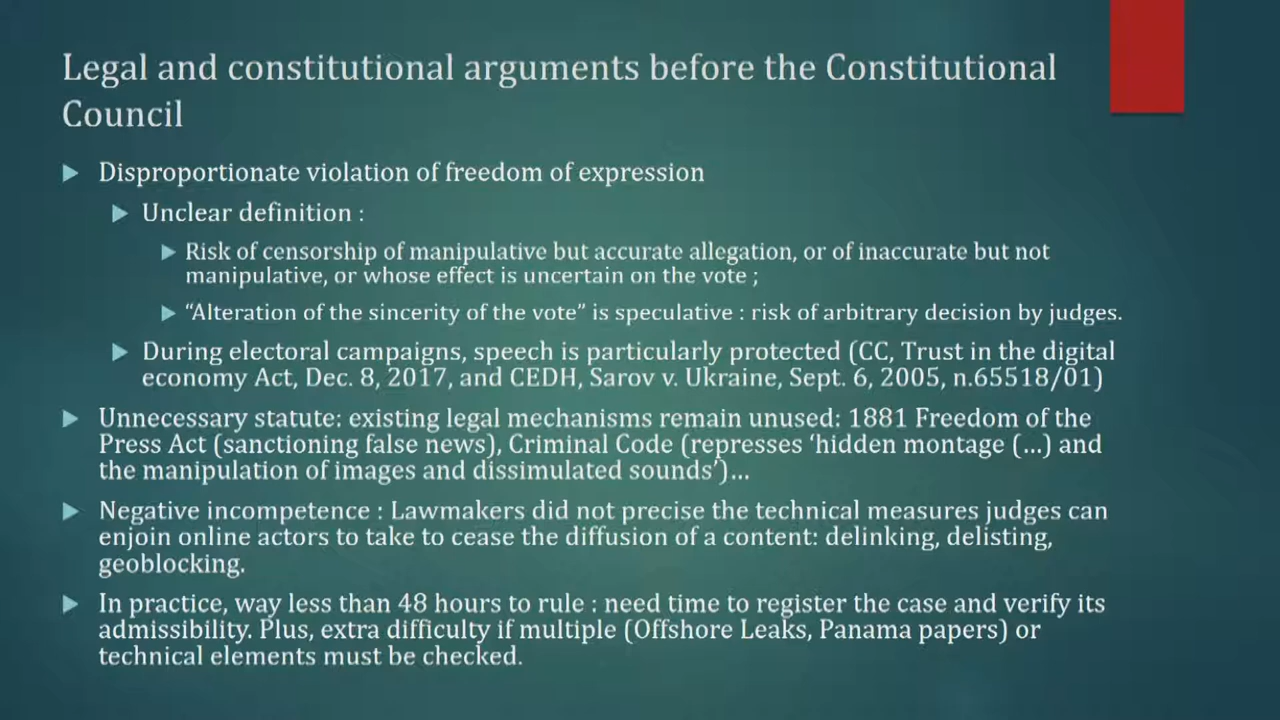 Legal and constitutional arguments before the Constitutional
Council
Disproportionate violation of freedom of expression
Unclear definition :
Risk of censorship of manipulative but accurate allegation, or of inaccurate but not
manipulative, or whose effect is uncertain on the vote ;
“Alteration of the sincerity of the vote” is speculative : risk of arbitrary decision by judges.
During electoral campaigns, speech is particularly protected (CC, Trust in the digital
economy Act, Dec. 8, 2017, and CEDH, Sarov v. Ukraine, Sept. 6, 2005, n.65518/01)
Unnecessary statute: existing legal mechanisms remain unused: 1881 Freedom of the
Press Act (sanctioning false news), Criminal Code (represses ‘hidden montage (…) and
the manipulation of images and dissimulated sounds’)…
Negative incompetence : Lawmakers did not precise the technical measures judges can
enjoin online actors to take to cease the diffusion of a content: delinking, delisting,
geoblocking.
In practice, way less than 48 hours to rule : need time to register the case and verify its
admissibility. Plus, extra difficulty if multiple (Offshore Leaks, Panama papers) or
technical elements must be checked.